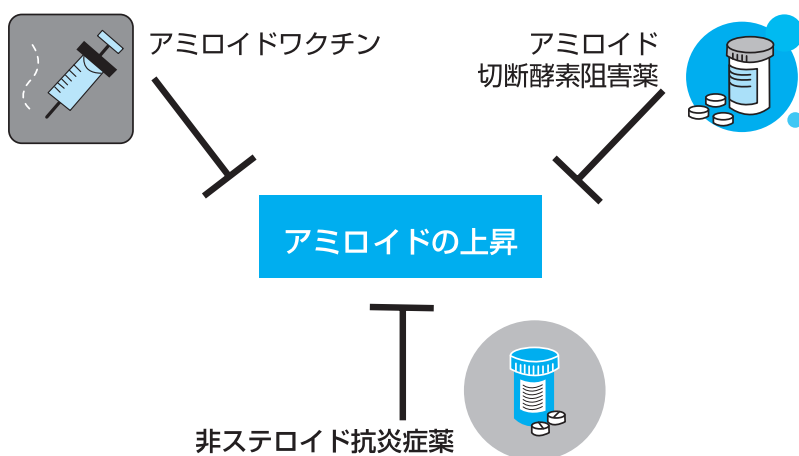 アミロイドワクチン
アミロイド
切断酵素阻害薬
アミロイドの上昇
非ステロイド抗炎症薬